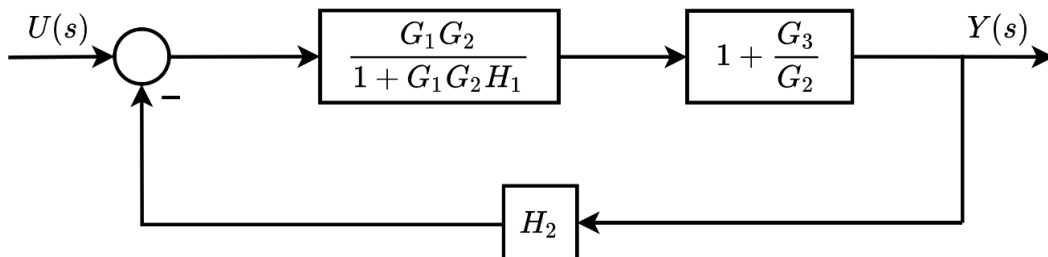 U(s)
G₁G₂
1 + G₁G₂H₁
1 + G₃/G₂
Y(s)
−
H₂